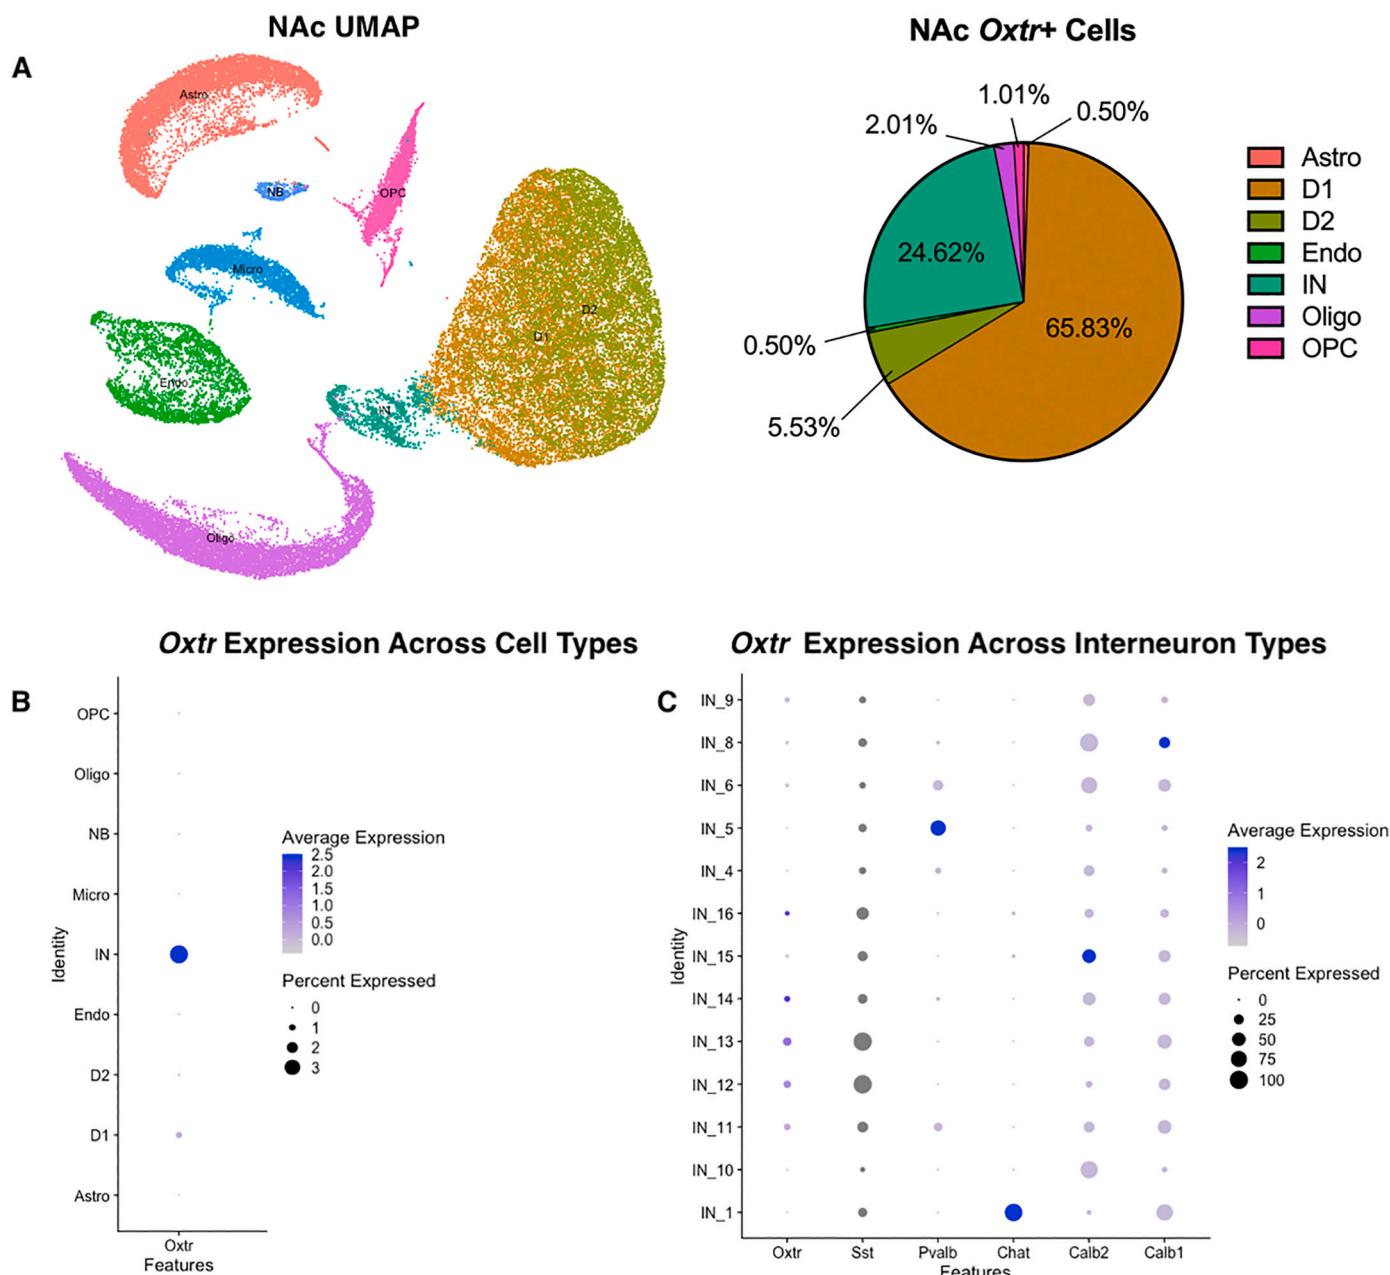 NAc UMAP
NAc Oxtr+ Cells
A
Astro
NB
OPC
Micro
D2
D1
Endo
IN
Oligo
1.01%
0.50%
2.01%
24.62%
65.83%
0.50%
5.53%
Astro
D1
D2
Endo
IN
Oligo
OPC
Oxtr Expression Across Cell Types
B
OPC
Oligo
NB
Micro
IN
Endo
D2
D1
Astro
Identity
Oxtr
Features
Average Expression
2.5
2.0
1.5
1.0
0.5
0.0
Percent Expressed
0
1
2
3
Oxtr Expression Across Interneuron Types
C
IN_9
IN_8
IN_6
IN_5
IN_4
IN_16
IN_15
IN_14
IN_13
IN_12
IN_11
IN_10
IN_1
Identity
Oxtr Sst Pvalb Chat Calb2 Calb1
Features
Average Expression
2
1
0
Percent Expressed
0
25
50
75
100